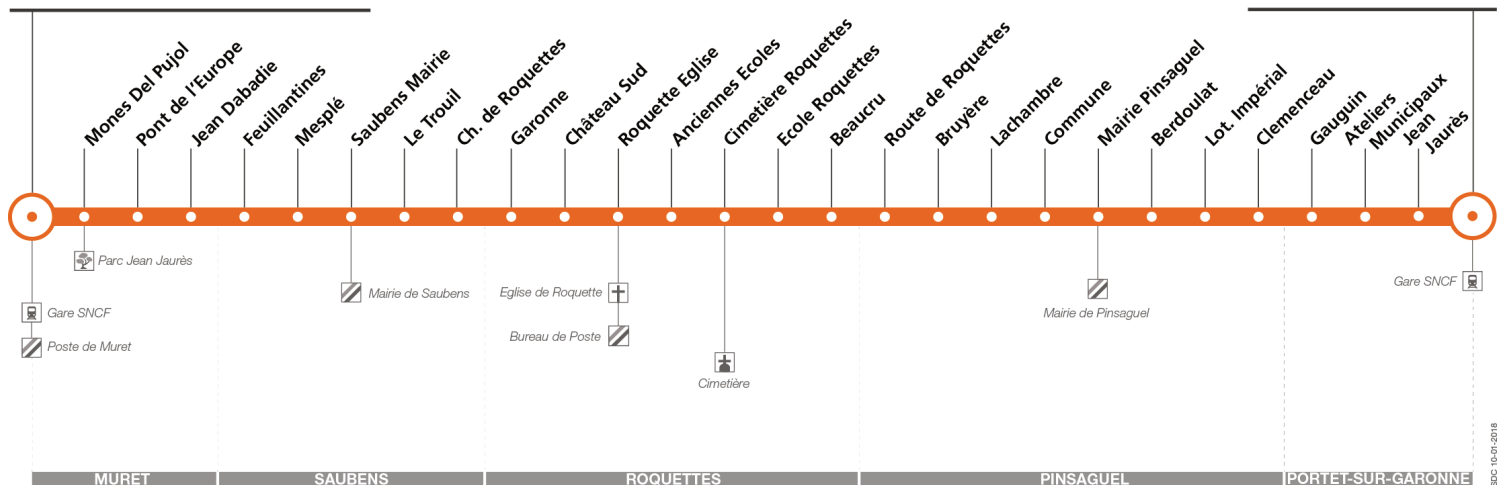 Mones Del Pujol
Pont de l'Europe
Jean Dabadie
Feuillantines
Mesplé
Saubens Mairie
Le Trouil
Ch. de Roquettes
Garonne
Château Sud
Roquette Eglise
Anciennes Ecoles
Cimetière Roquettes
Ecole Roquettes
Beaucru
Route de Roquettes
Bruyère
Lachambre
Commune
Mairie Pinsaguel
Berdoulat
Lot. Impérial
Clemenceau
Gauguin
Ateliers
Municipaux
Jean
Jaurès
Parc Jean Jaurès
Gare SNCF
Poste de Muret
Mairie de Saubens
Eglise de Roquette
Bureau de Poste
Cimetière
Mairie de Pinsaguel
Gare SNCF
MURET
SAUBENS
ROQUETTES
PINSAGUEL
PORTET-SUR-GARONNE
SDC 10-01-2018